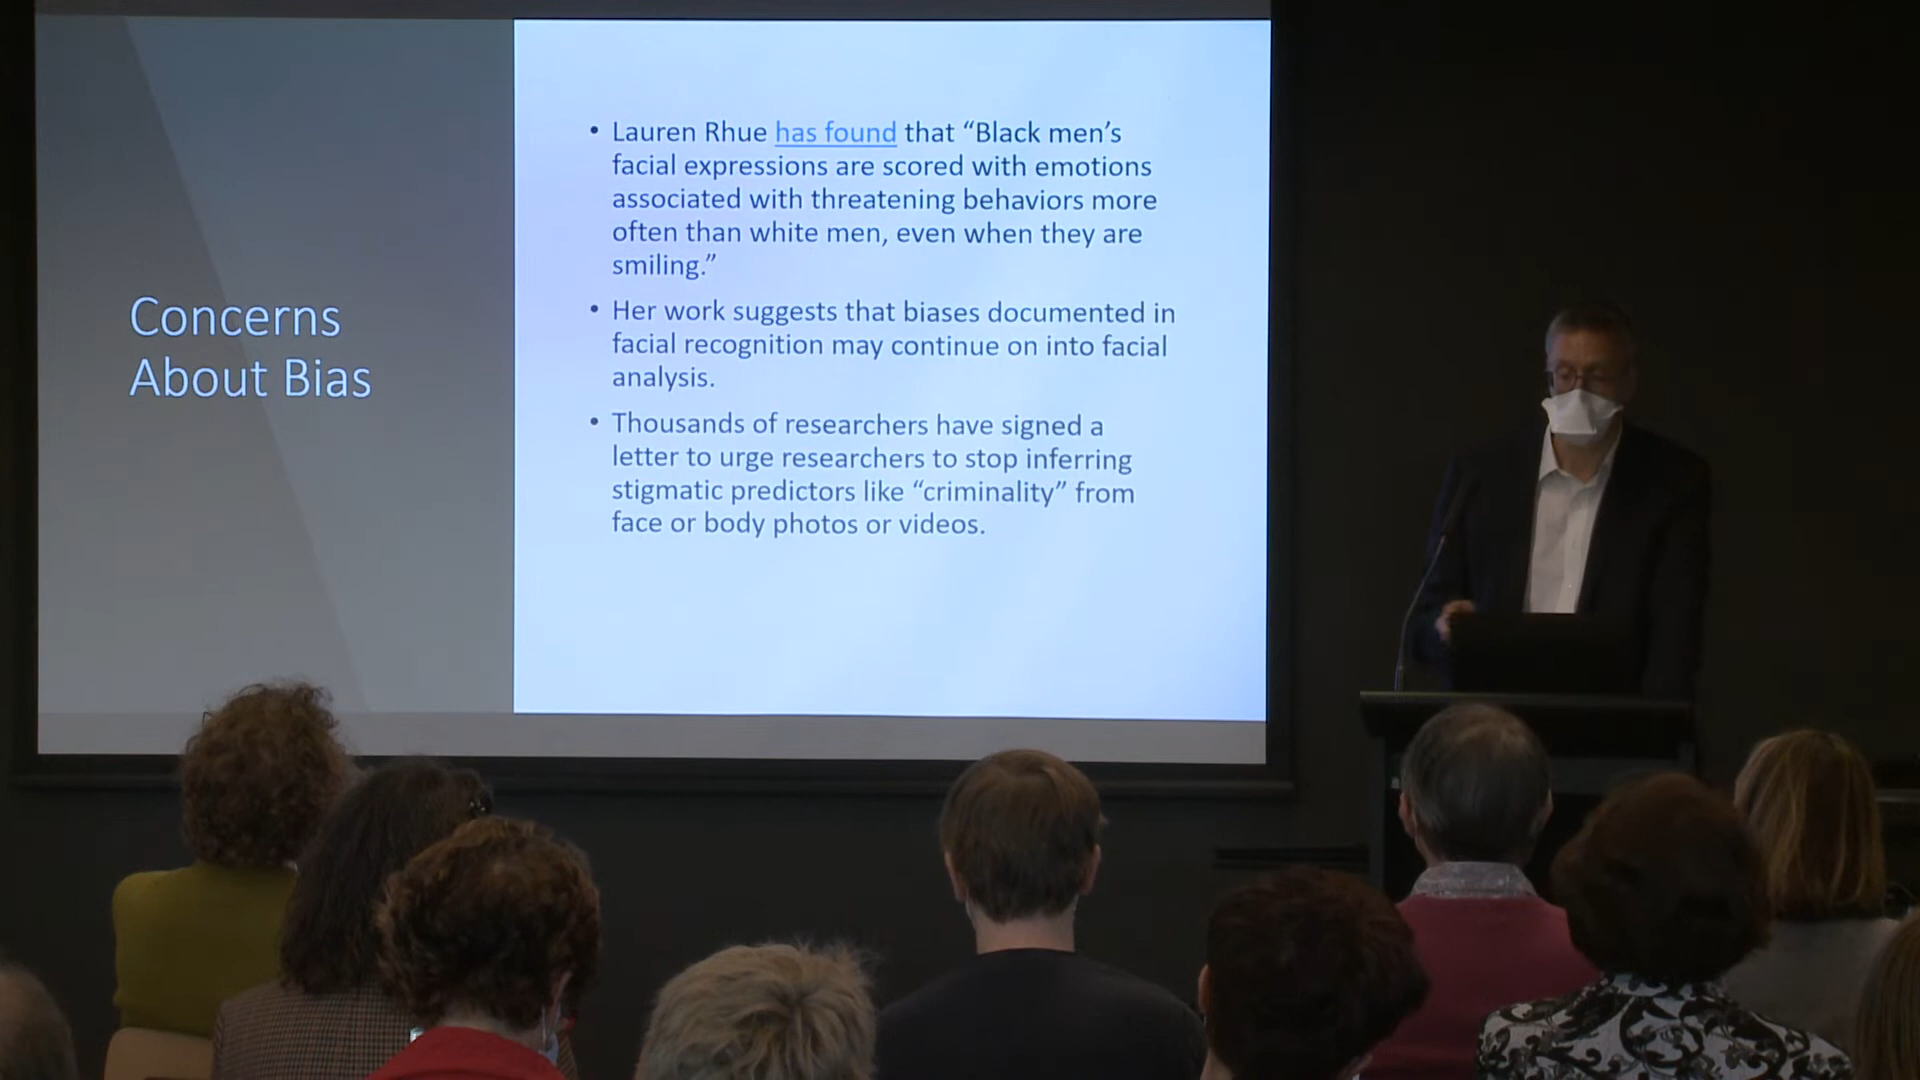 Concerns
About Bias
• Lauren Rhue has found that “Black men’s
facial expressions are scored with emotions
associated with threatening behaviors more
often than white men, even when they are
smiling.”
• Her work suggests that biases documented in
facial recognition may continue on into facial
analysis.
• Thousands of researchers have signed a
letter to urge researchers to stop inferring
stigmatic predictors like “criminality” from
face or body photos or videos.